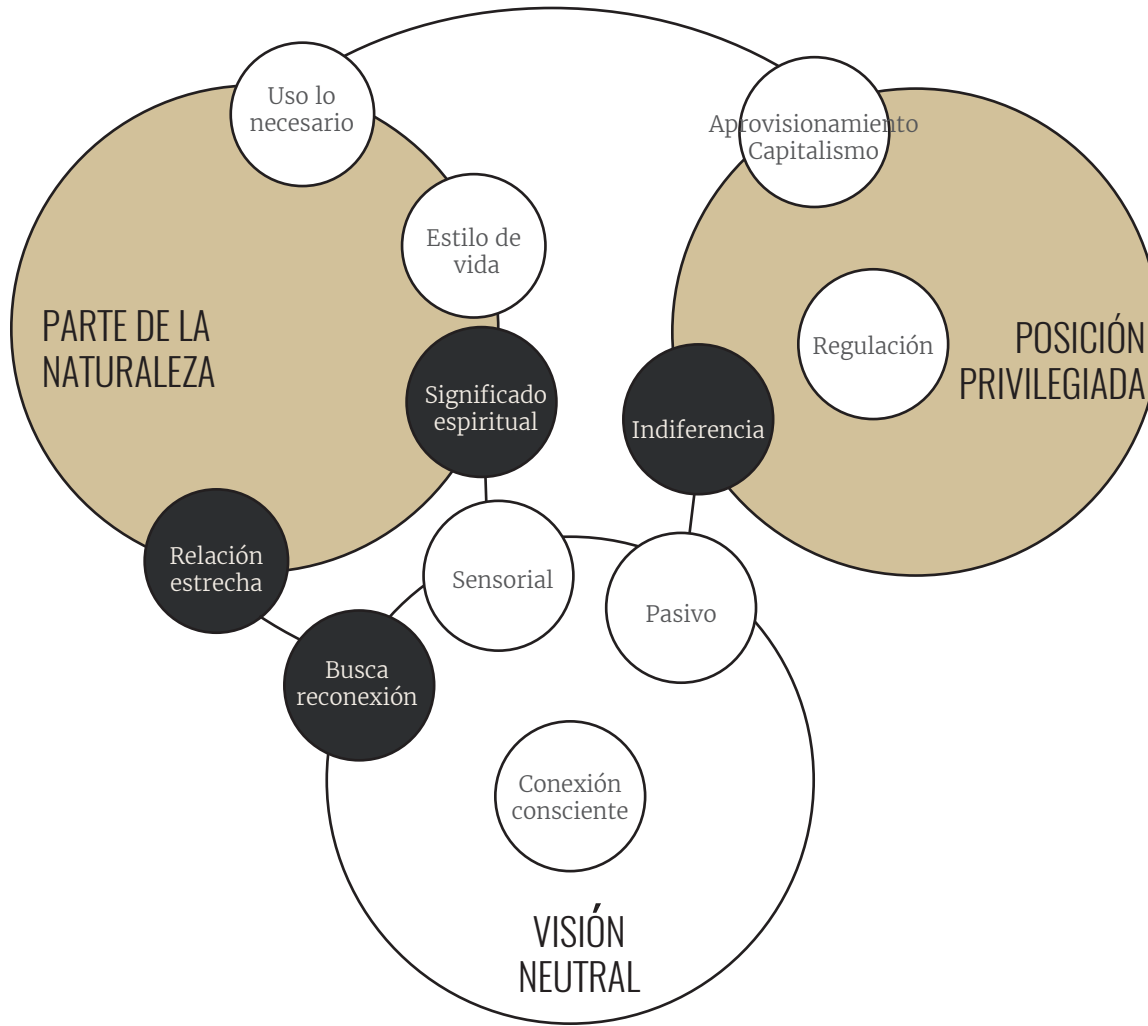 Uso lo
necesario
Aprovisionamiento
Capitalismo
Estilo de
vida
PARTE DE LA
NATURALEZA
Regulación
POSICIÓN
PRIVILEGIADA
Significado
espiritual
Indiferencia
Relación
estrecha
Sensorial
Pasivo
Busca
reconexión
Conexión
consciente
VISIÓN
NEUTRAL